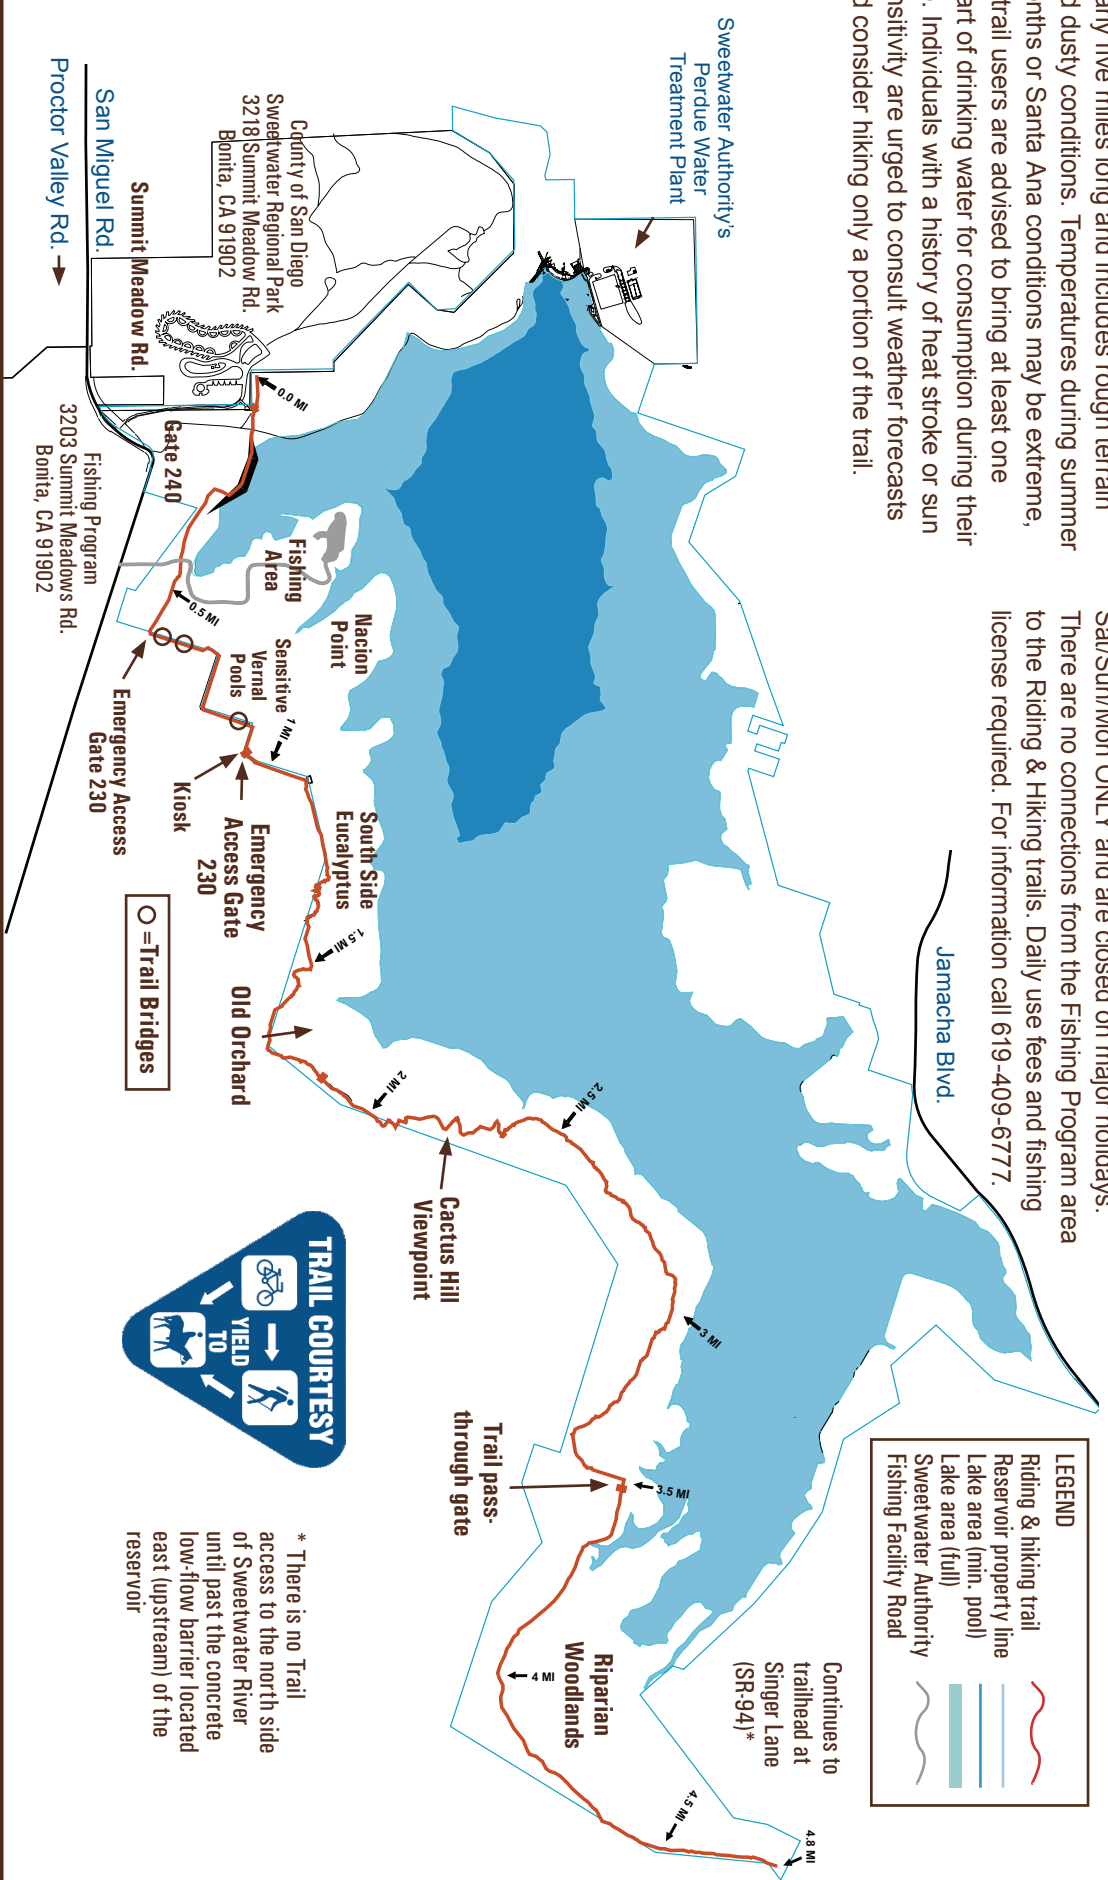 any five miles long and includes rough terrain
d dusty conditions. Temperatures during summer
onths or Santa Ana conditions may be extreme,
trail users are advised to bring at least one
art of drinking water for consumption during their
. Individuals with a history of heat stroke or sun
nsitivity are urged to consult weather forecasts
d consider hiking only a portion of the trail.
Sat/Sun/Mon ONLY and are closed on major holidays.
There are no connections from the Fishing Program area
to the Riding & Hiking trails. Daily use fees and fishing
license required. For information call 619-409-6777.
Sweetwater Authority's
Perdue Water
Treatment Plant
Jamacha Blvd.
LEGEND
Riding & hiking trail
Reservoir property line
Lake area (min. pool)
Lake area (full)
Sweetwater Authority
Fishing Facility Road
Continues to
trailhead at
Singer Lane
(SR-94)*
County of San Diego
Sweetwater Regional Park
3218 Summit Meadow Rd.
Bonita, CA 91902
Summit Meadow Rd.
San Miguel Rd.
Proctor Valley Rd.
0.0 MI
Gate 240
Fishing Program
3203 Summit Meadows Rd.
Bonita, CA 91902
Fishing
Area
0.5 MI
Nacion
Point
Sensitive
Vernal
Pools
1 MI
Emergency Access
Gate 230
Kiosk
Emergency
Access Gate
230
South Side
Eucalyptus
1.5 MI
Old Orchard
O =Trail Bridges
2 MI
2.5 MI
Cactus Hill
Viewpoint
3 MI
Trail pass-
through gate
3.5 MI
Riparian
Woodlands
4 MI
4.5 MI
4.8 MI
TRAIL COURTESY
YIELD
TO
* There is no Trail
access to the north side
of Sweetwater River
until past the concrete
low-flow barrier located
east (upstream) of the
reservoir